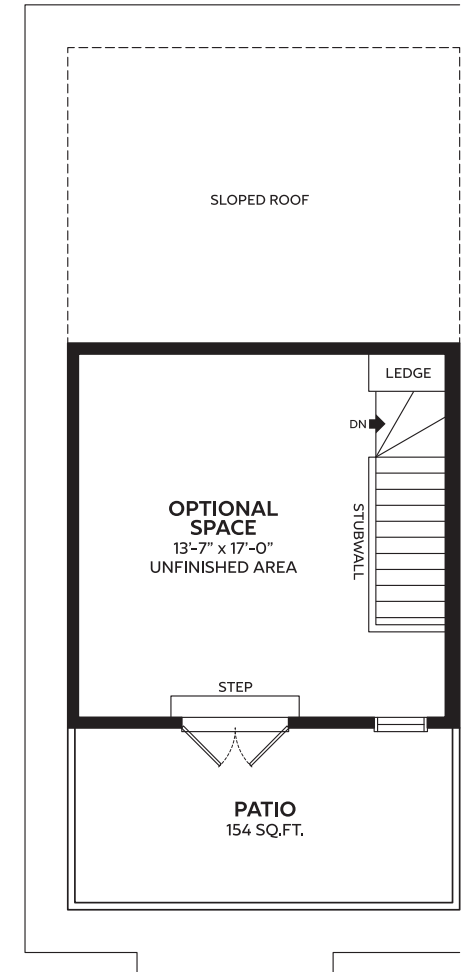 SLOPED ROOF
LEDGE
DN
OPTIONAL
SPACE
13'-7" x 17'-0"
UNFINISHED AREA
STUBWALL
STEP
PATIO
154 SQ.FT.